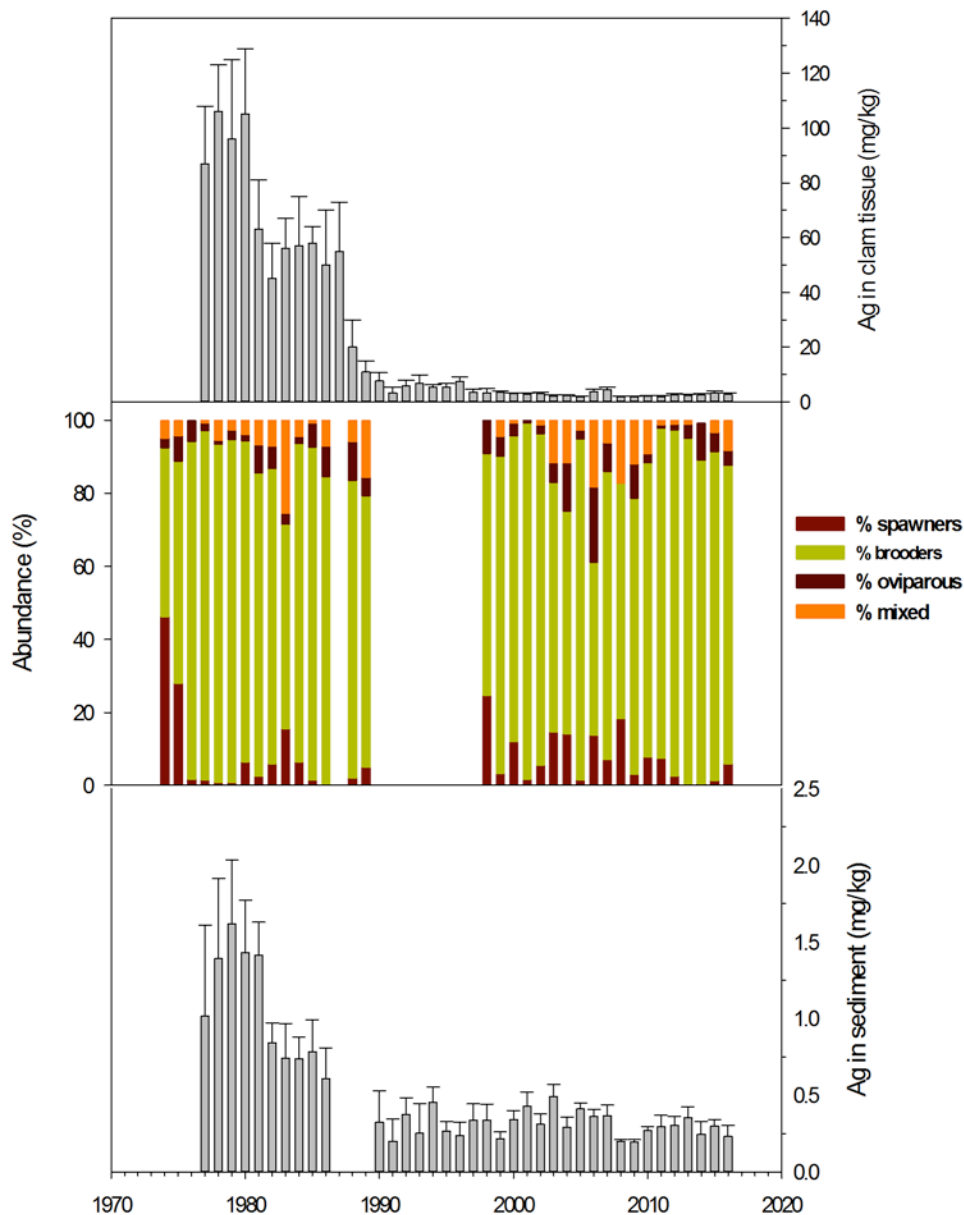 140
120
100
80
60
40
20
0
Ag in clam tissue (mg/kg)
100
80
60
40
20
0
Abundance (%)
% spawners
% brooders
% oviparous
% mixed
2.5
2.0
1.5
1.0
0.5
0.0
Ag in sediment (mg/kg)
1970 1980 1990 2000 2010 2020